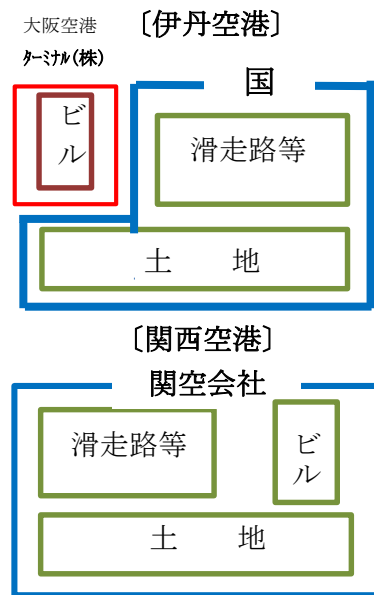 〔伊丹空港〕
大阪空港
ターミナル(株)
国
ビル
滑走路等
土　地
〔関西空港〕
関空会社
滑走路等
ビル
土　地